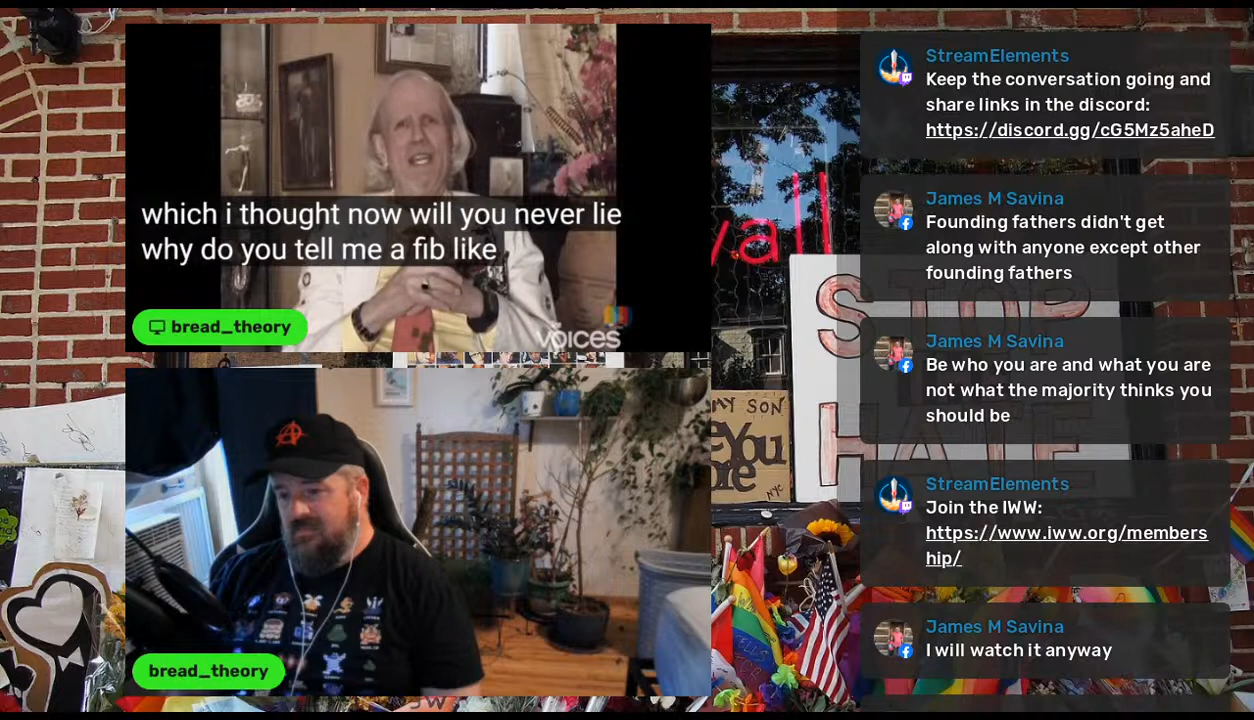 which i thought now will you never lie
why do you tell me a fib like
VOICES
bread_theory
bread_theory
StreamElements
Keep the conversation going and
share links in the discord:
https://discord.gg/cG5Mz5aheD
James M Savina
Founding fathers didn't get
along with anyone except other
founding fathers
James M Savina
Be who you are and what you are
not what the majority thinks you
should be
StreamElements
Join the IWW:
https://www.iww.org/members
hip/
James M Savina
I will watch it anyway
STOP
HATE
MY SON
You
NYC